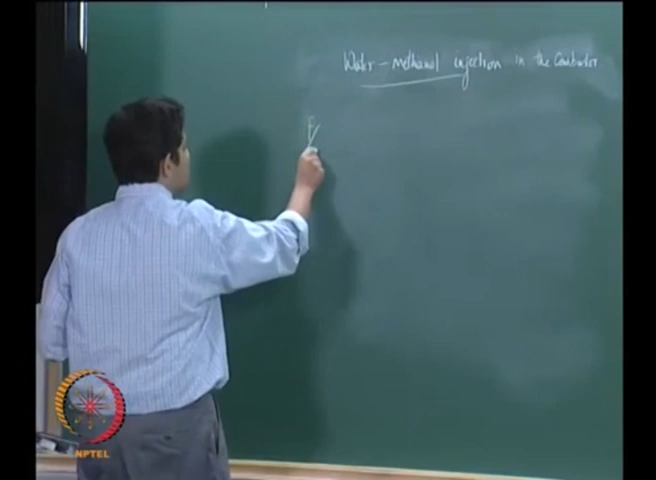 Water - methanol injection in the Combustor
F
NPTEL